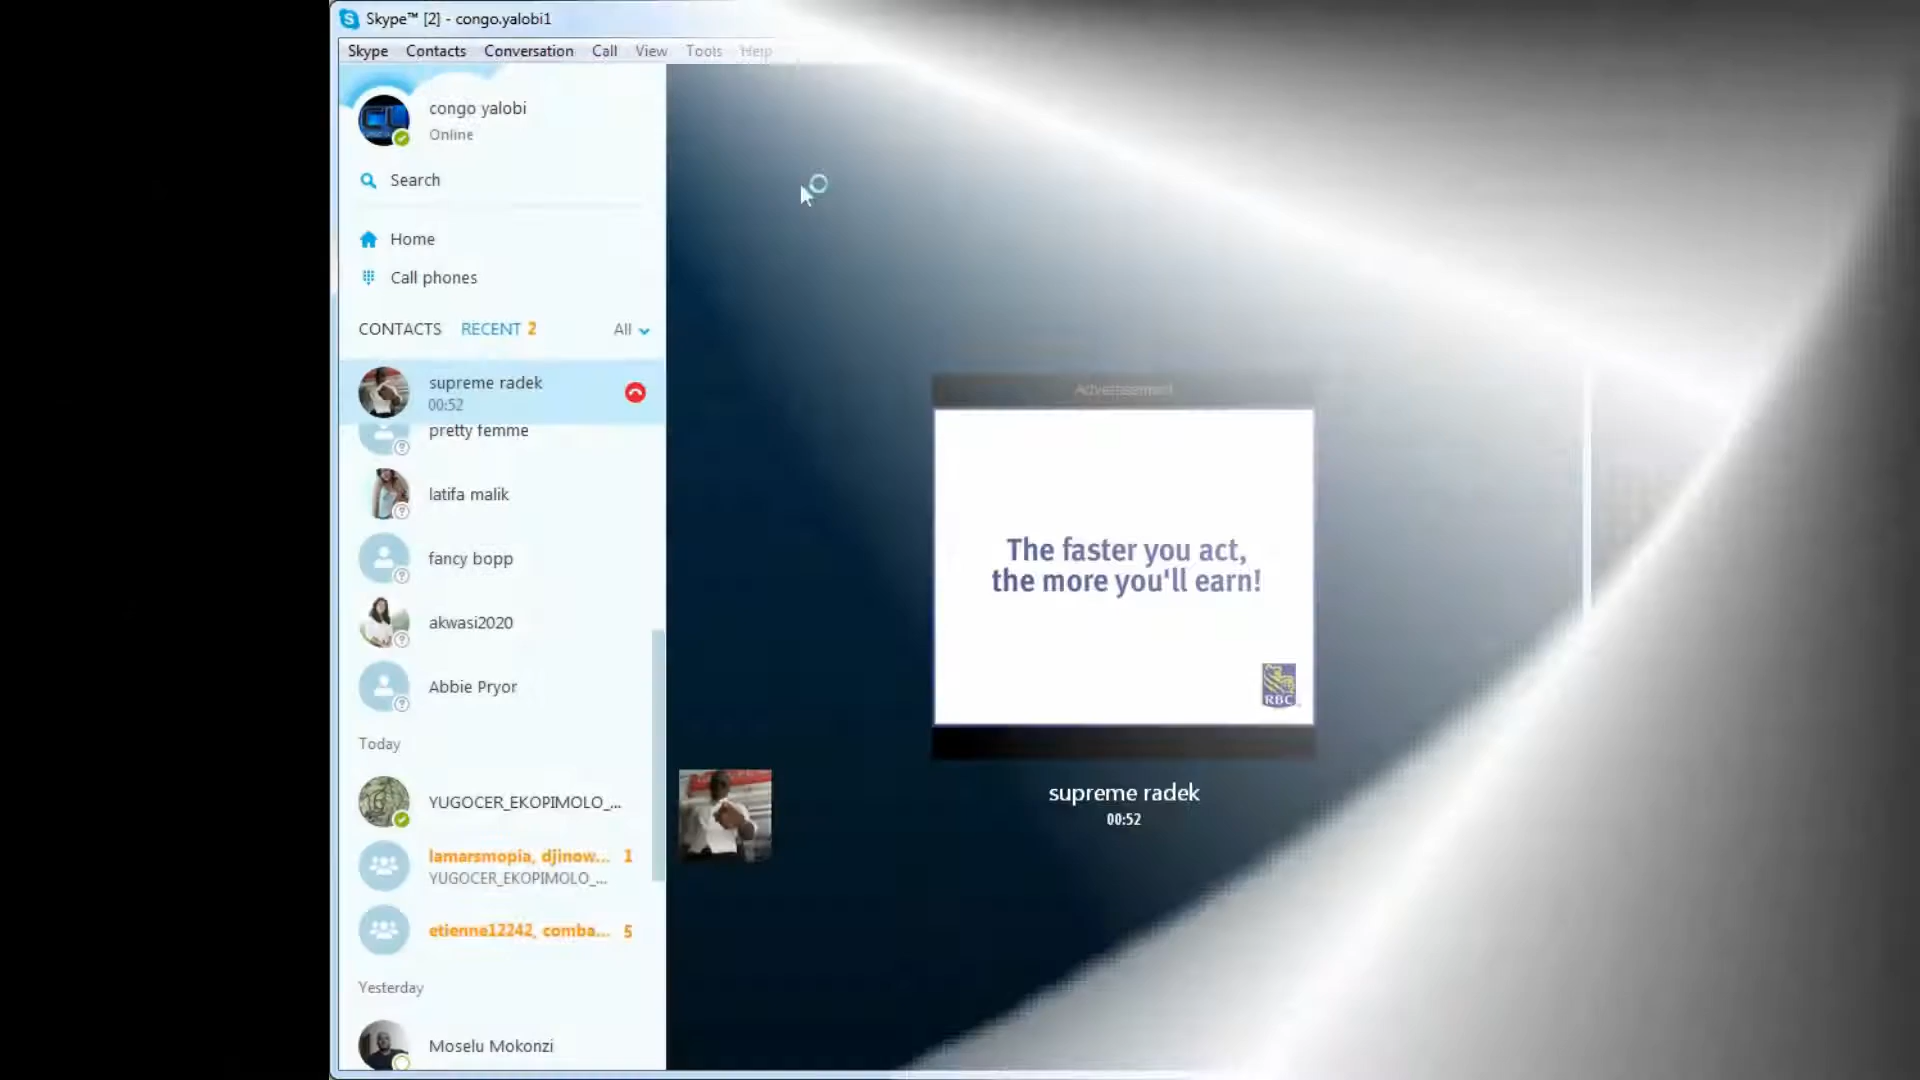 Skype™ [2] - congo.yalobi1
Skype Contacts Conversation Call View Tools Help
congo yalobi
Online
Search
Home
Call phones
CONTACTS RECENT 2 All
supreme radek
00:52
pretty femme
latifa malik
fancy bopp
akwasi2020
Abbie Pryor
Today
YUGOCER_EKOPIMOLO_...
lamarsmopia, djinow... 1
YUGOCER_EKOPIMOLO_...
etienne12242, comba... 5
Yesterday
Moselu Mokonzi
Advertisement
The faster you act,
the more you'll earn!
RBC
supreme radek
00:52